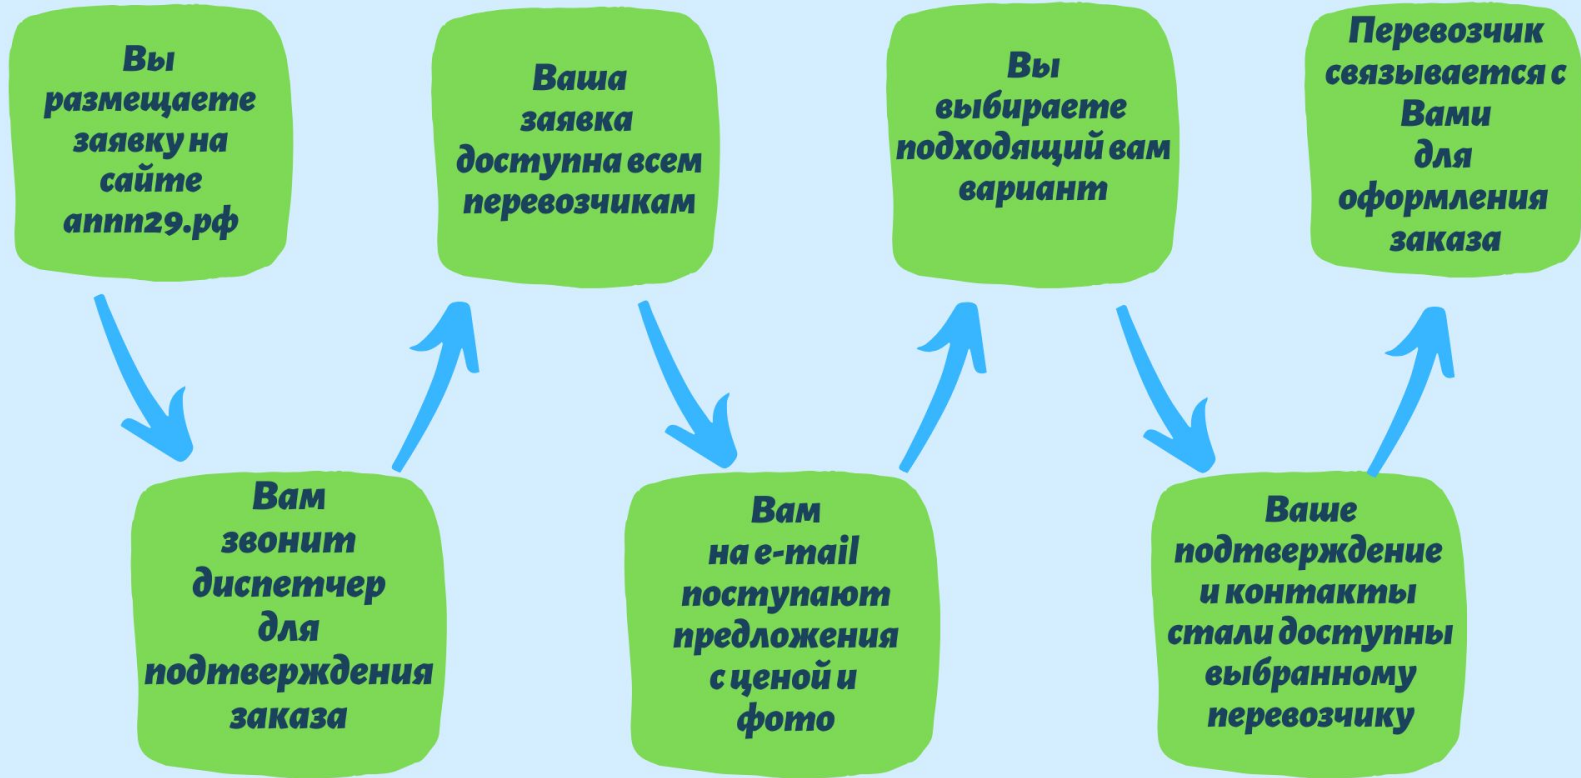 Вы
размещаете
заявку на
сайте
аппп29.рф
Вам
звонит
диспетчер
для
подтверждения
заказа
Ваша
заявка
доступна всем
перевозчикам
Вам
на e-mail
поступают
предложения
с ценой и
фото
Вы
выбираете
подходящий вам
вариант
Ваше
подтверждение
и контакты
стали доступны
выбранному
перевозчику
Перевозчик
связывается с
Вами
для
оформления
заказа